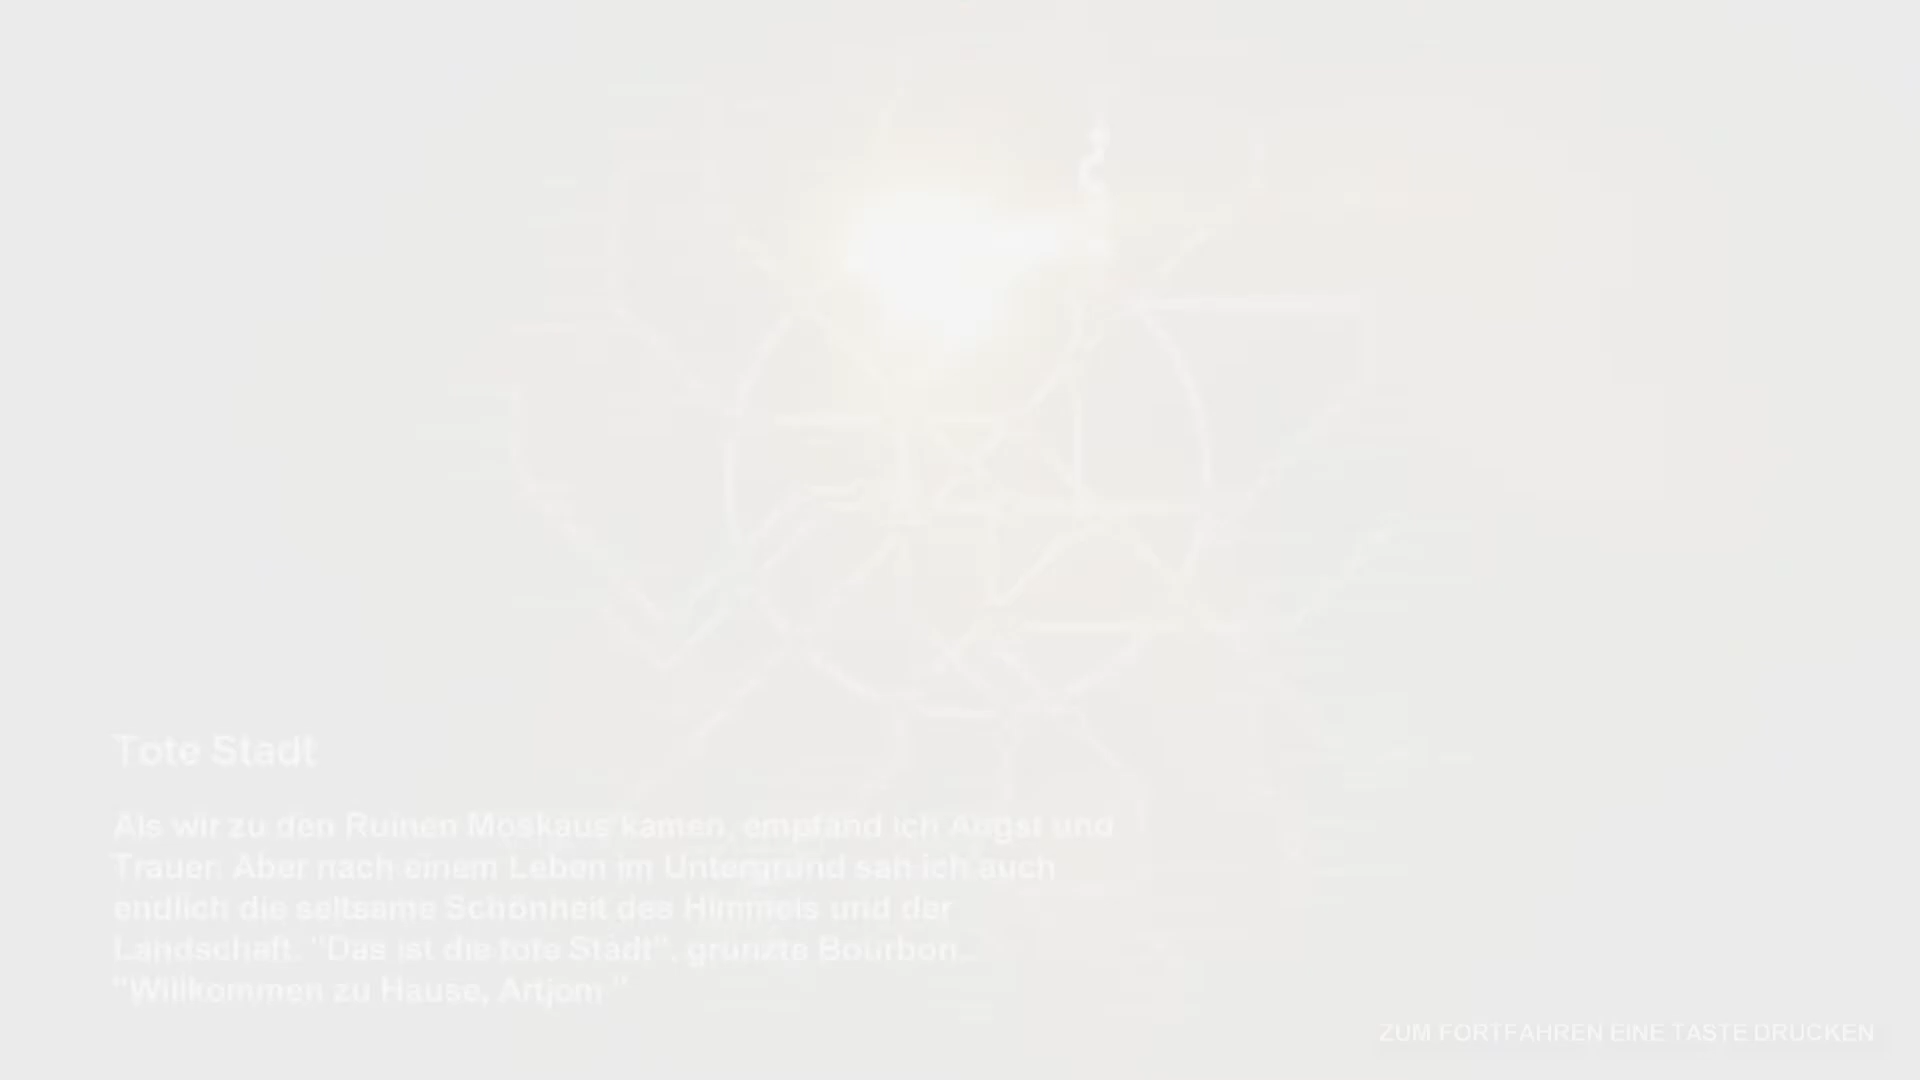 Tote Stadt
Als wir zu den Ruinen Moskaus kamen, empfand ich Angst und
Trauer. Aber nach einem Leben im Untergrund sah ich auch
endlich die seltsame Schönheit des Himmels und der
Landschaft. "Das ist die tote Stadt", grunzte Bourbon.
"Willkommen zu Hause, Artjom."
ZUM FORTFAHREN EINE TASTE DRÜCKEN